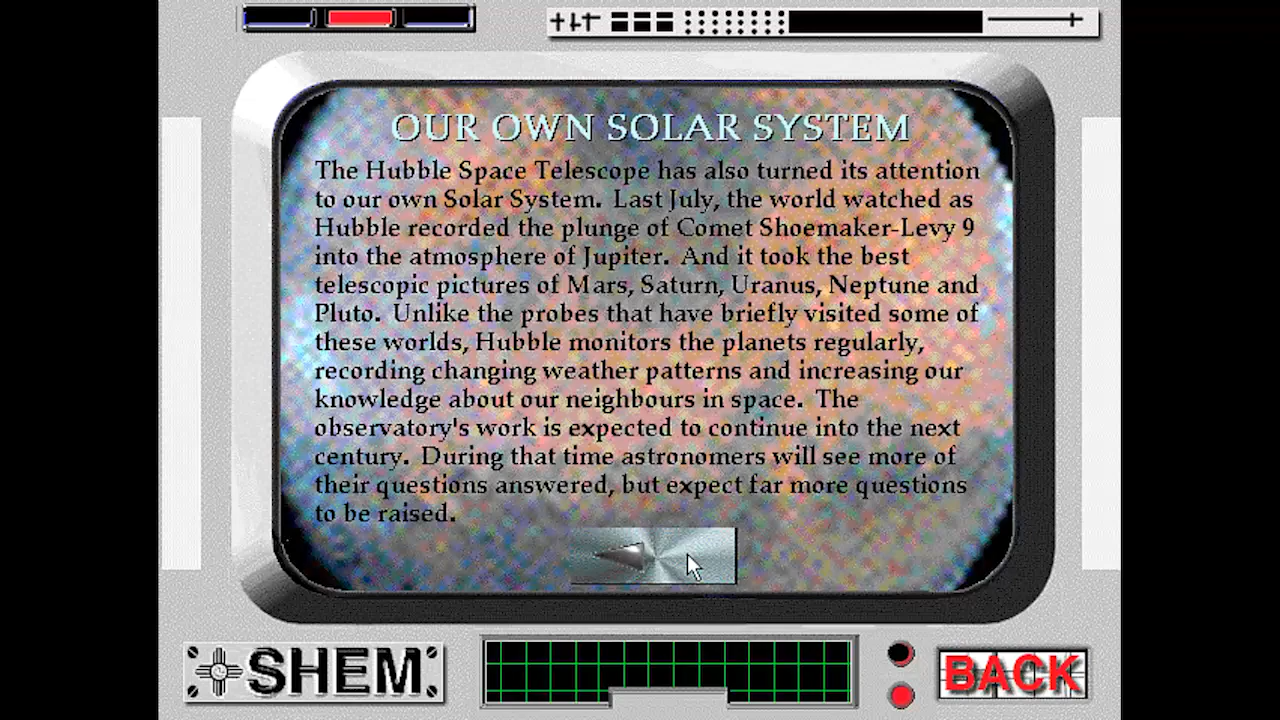 OUR OWN SOLAR SYSTEM
The Hubble Space Telescope has also turned its attention
to our own Solar System.  Last July, the world watched as
Hubble recorded the plunge of Comet Shoemaker-Levy 9
into the atmosphere of Jupiter.  And it took the best
telescopic pictures of Mars, Saturn, Uranus, Neptune and
Pluto.  Unlike the probes that have briefly visited some of
these worlds, Hubble monitors the planets regularly,
recording changing weather patterns and increasing our
knowledge about our neighbours in space.  The
observatory's work is expected to continue into the next
century.  During that time astronomers will see more of
their questions answered, but expect far more questions
to be raised.
SHEM
BACK